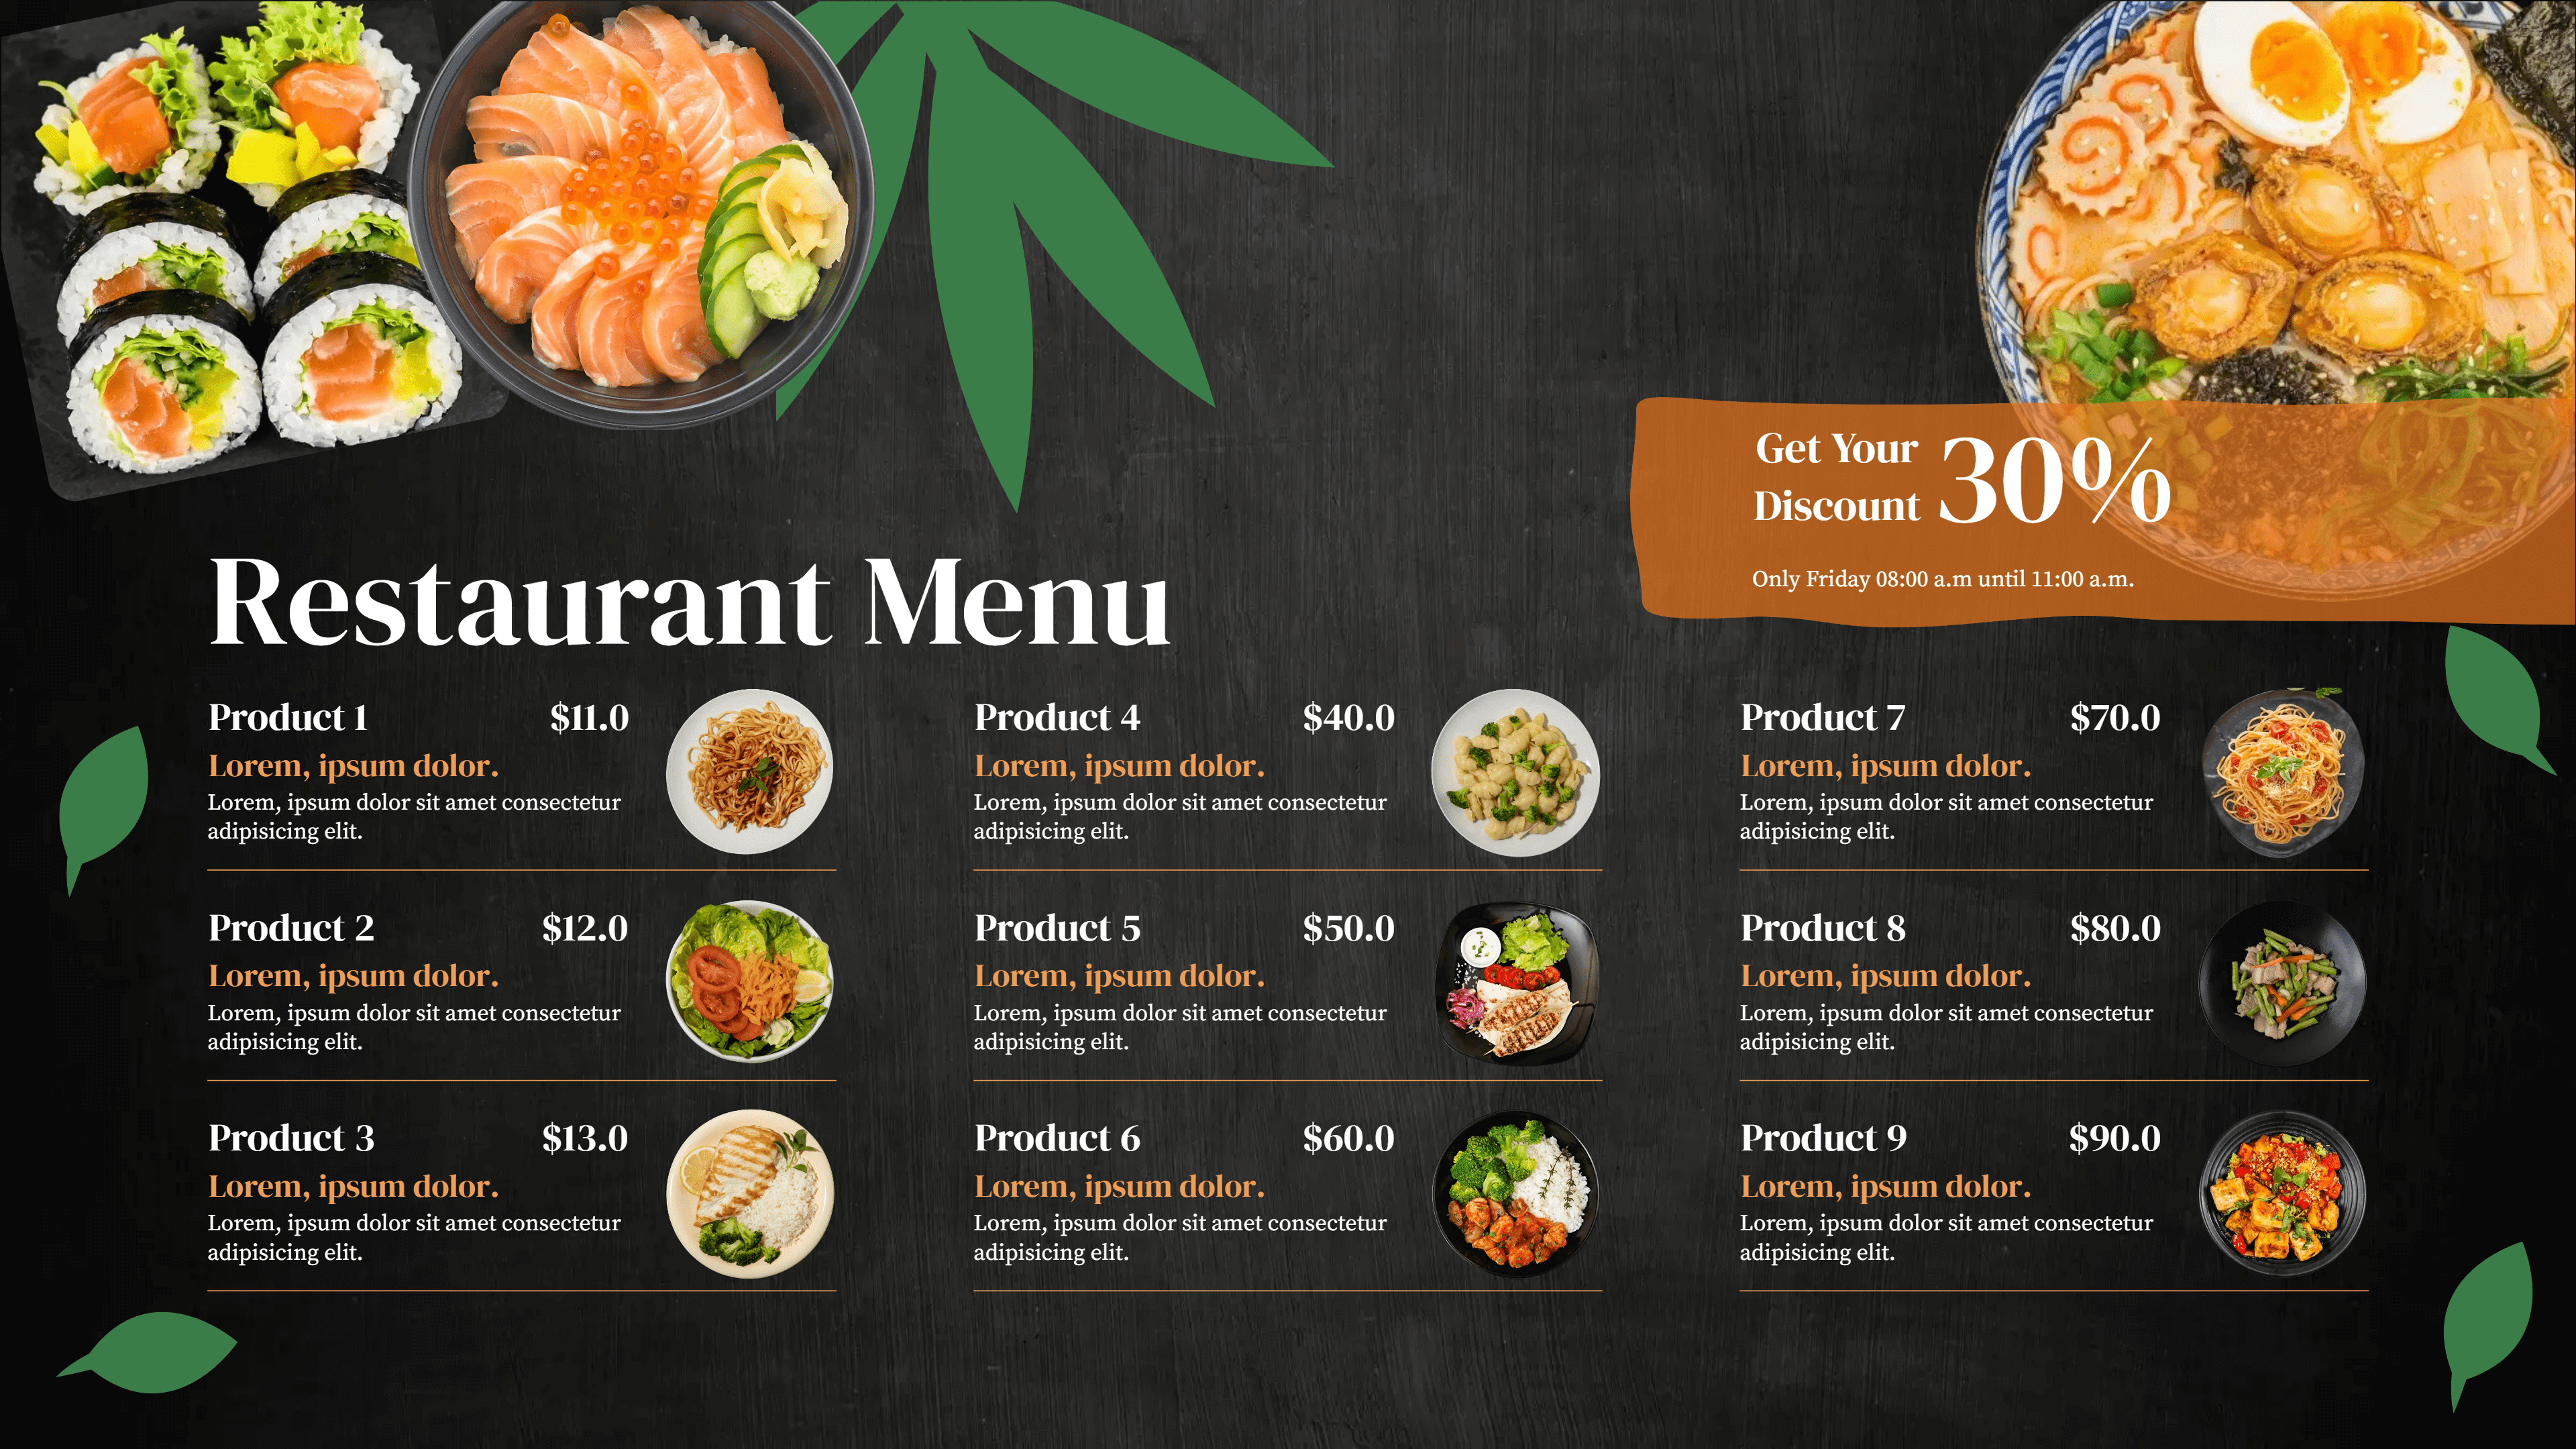 Get Your
Discount
30%
Only Friday 08:00 a.m until 11:00 a.m.
Restaurant Menu
Product 1 $11.0
Lorem, ipsum dolor.
Lorem, ipsum dolor sit amet consectetur
adipisicing elit.
Product 2 $12.0
Lorem, ipsum dolor.
Lorem, ipsum dolor sit amet consectetur
adipisicing elit.
Product 3 $13.0
Lorem, ipsum dolor.
Lorem, ipsum dolor sit amet consectetur
adipisicing elit.
Product 4 $40.0
Lorem, ipsum dolor.
Lorem, ipsum dolor sit amet consectetur
adipisicing elit.
Product 5 $50.0
Lorem, ipsum dolor.
Lorem, ipsum dolor sit amet consectetur
adipisicing elit.
Product 6 $60.0
Lorem, ipsum dolor.
Lorem, ipsum dolor sit amet consectetur
adipisicing elit.
Product 7 $70.0
Lorem, ipsum dolor.
Lorem, ipsum dolor sit amet consectetur
adipisicing elit.
Product 8 $80.0
Lorem, ipsum dolor.
Lorem, ipsum dolor sit amet consectetur
adipisicing elit.
Product 9 $90.0
Lorem, ipsum dolor.
Lorem, ipsum dolor sit amet consectetur
adipisicing elit.